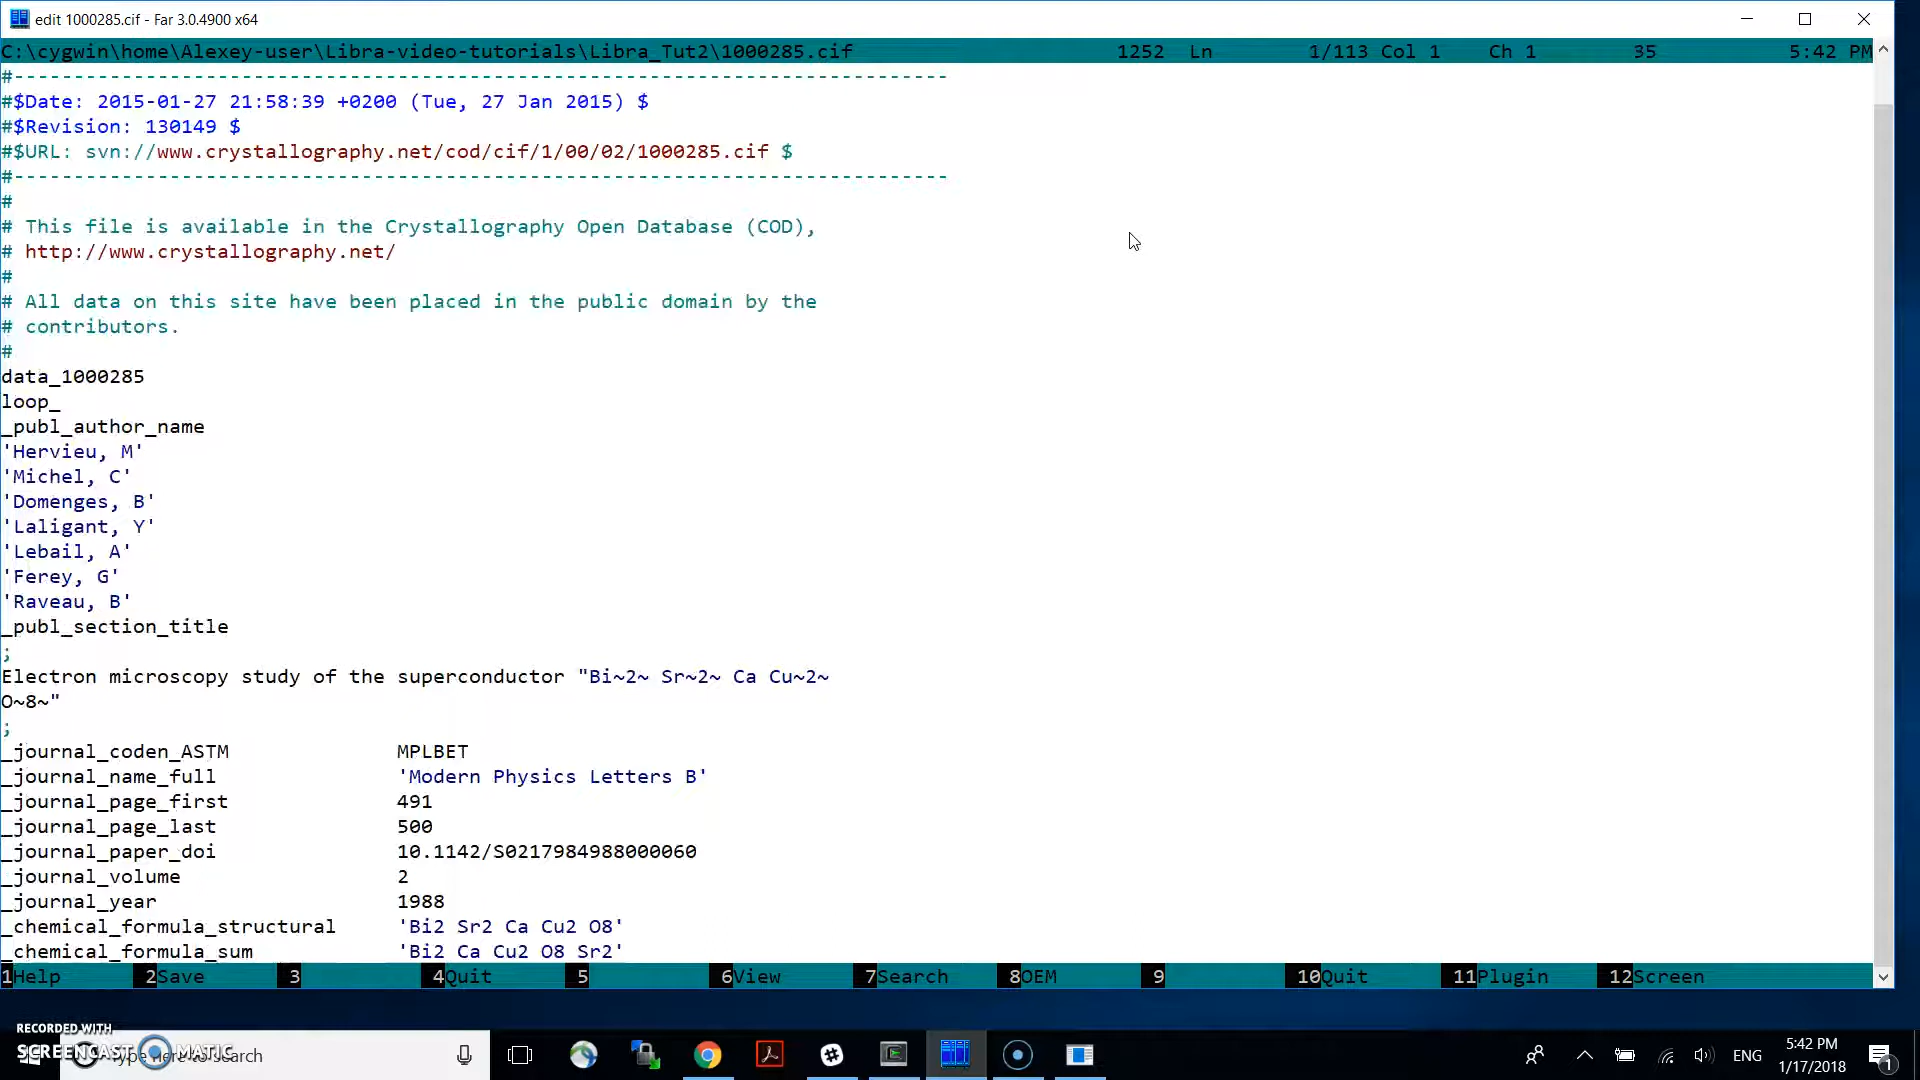 edit 1000285.cif - Far 3.0.4900 x64
C:\cygwin\home\Alexey-user\Libra-video-tutorials\Libra_Tut2\1000285.cif 1252 Ln 1/113 Col 1 Ch 1 35 5:42 PM
#------------------------------------------------------------------------------
#$Date: 2015-01-27 21:58:39 +0200 (Tue, 27 Jan 2015) $
#$Revision: 130149 $
#$URL: svn://www.crystallography.net/cod/cif/1/00/02/1000285.cif $
#------------------------------------------------------------------------------
#
# This file is available in the Crystallography Open Database (COD),
# http://www.crystallography.net/
#
# All data on this site have been placed in the public domain by the
# contributors.
#
data_1000285
loop_
_publ_author_name
'Hervieu, M'
'Michel, C'
'Domenges, B'
'Laligant, Y'
'Lebail, A'
'Ferey, G'
'Raveau, B'
_publ_section_title
;
Electron microscopy study of the superconductor "Bi~2~ Sr~2~ Ca Cu~2~
O~8~"
;
_journal_coden_ASTM MPLBET
_journal_name_full 'Modern Physics Letters B'
_journal_page_first 491
_journal_page_last 500
_journal_paper_doi 10.1142/S0217984988000060
_journal_volume 2
_journal_year 1988
_chemical_formula_structural 'Bi2 Sr2 Ca Cu2 O8'
_chemical_formula_sum 'Bi2 Ca Cu2 O8 Sr2'
1Help 2Save 3 4Quit 5 6View 7Search 8OEM 9 10Quit 11Plugin 12Screen
RECORDED WITH
SCREENCAST MATIC
Type here to search
ENG
5:42 PM
1/17/2018
1